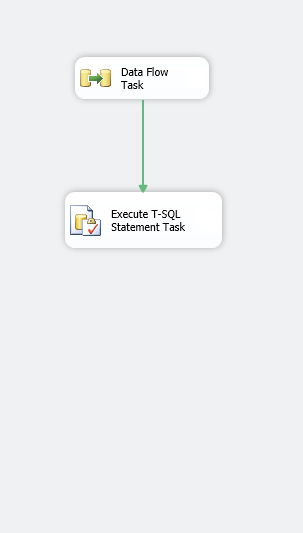 Data Flow
Task
Execute T-SQL
Statement Task